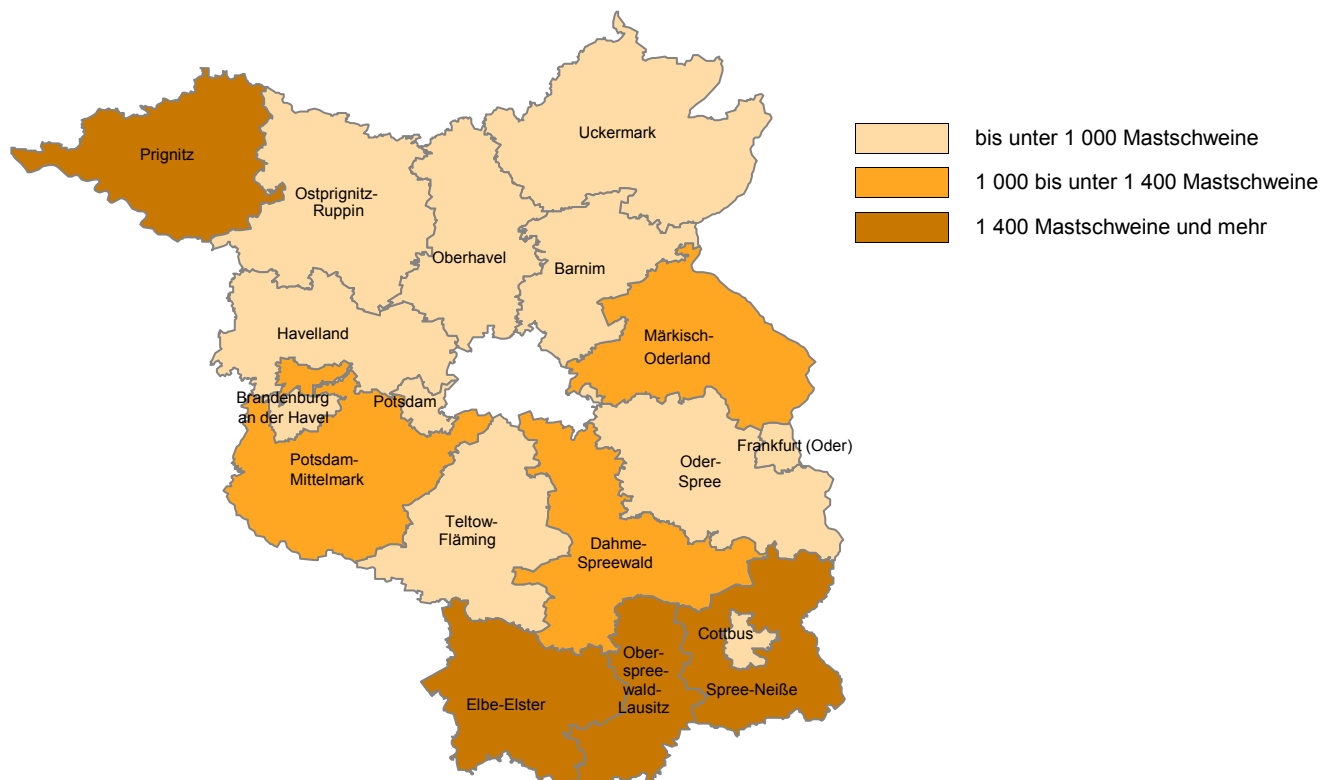 Uckermark
bis unter 1 000 Mastschweine
Prignitz
1 000 bis unter 1 400 Mastschweine
Ostprignitz-
Ruppin
1 400 Mastschweine und mehr
Oberhavel
Barnim
Havelland
Märkisch-
Oderland
Brandenburg
an der Havel
Potsdam
Frankfurt (Oder)
Potsdam-
Mittelmark
Oder-
Spree
Teltow-
Fläming
Dahme-
Spreewald
Cottbus
Ober-
spree-
wald-
Lausitz
Spree-Neiße
Elbe-Elster